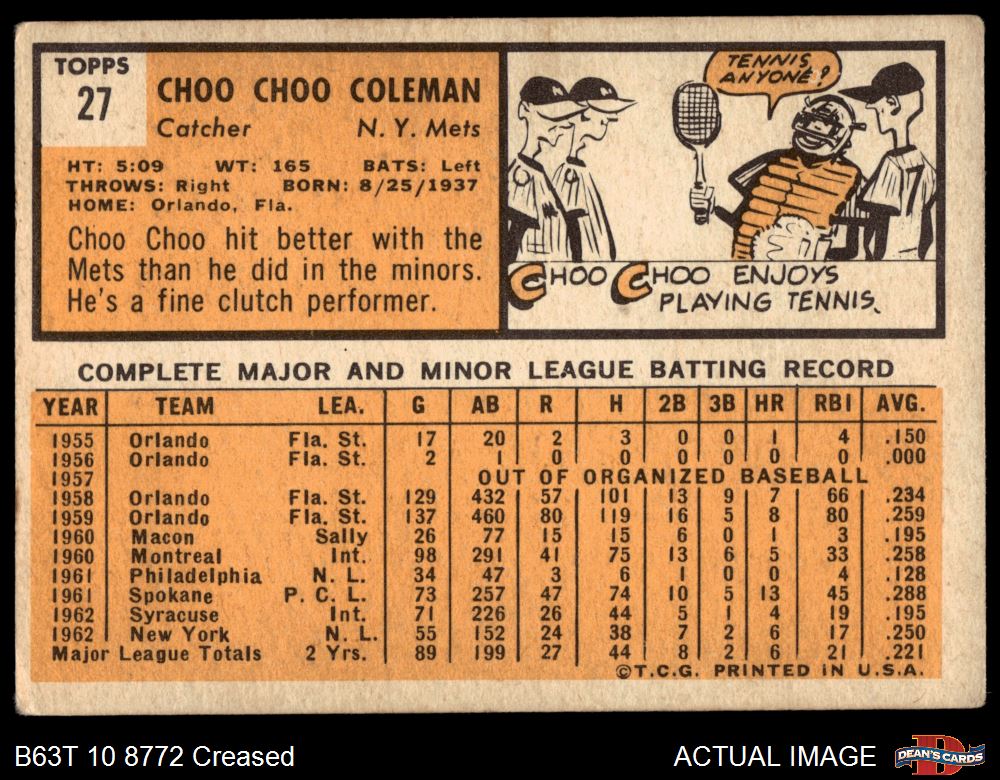 TOPPS
27
CHOO CHOO COLEMAN
Catcher N. Y. Mets
HT: 5:09 WT: 165 BATS: Left
THROWS: Right BORN: 8/25/1937
HOME: Orlando, Fla.
Choo Choo hit better with the
Mets than he did in the minors.
He's a fine clutch performer.
TENNIS,
ANYONE?
M
7
CHOO CHOO ENJOYS
PLAYING TENNIS.
COMPLETE MAJOR AND MINOR LEAGUE BATTING RECORD
YEAR TEAM LEA. G AB R H 2B 3B HR RBI AVG.
1955 Orlando Fla. St. 17 20 2 3 0 0 1 4 .150
1956 Orlando Fla. St. 2 1 0 0 0 0 0 0 .000
1957 OUT OF ORGANIZED BASEBALL
1958 Orlando Fla. St. 129 432 57 101 13 9 7 66 .234
1959 Orlando Fla. St. 137 460 80 119 16 5 8 80 .259
1960 Macon Sally 26 77 15 15 6 0 1 3 .195
1960 Montreal Int. 98 291 41 75 13 6 5 33 .258
1961 Philadelphia N. L. 34 47 3 6 1 0 0 4 .128
1961 Spokane P. C. L. 73 257 47 74 10 5 13 45 .288
1962 Syracuse Int. 71 226 26 44 5 1 4 19 .195
1962 New York N. L. 55 152 24 38 7 2 6 17 .250
Major League Totals 2 Yrs. 89 199 27 44 8 2 6 21 .221
©T.C.G. PRINTED IN U.S.A.
B63T 10 8772 Creased ACTUAL IMAGE
DEAN'S CARDS